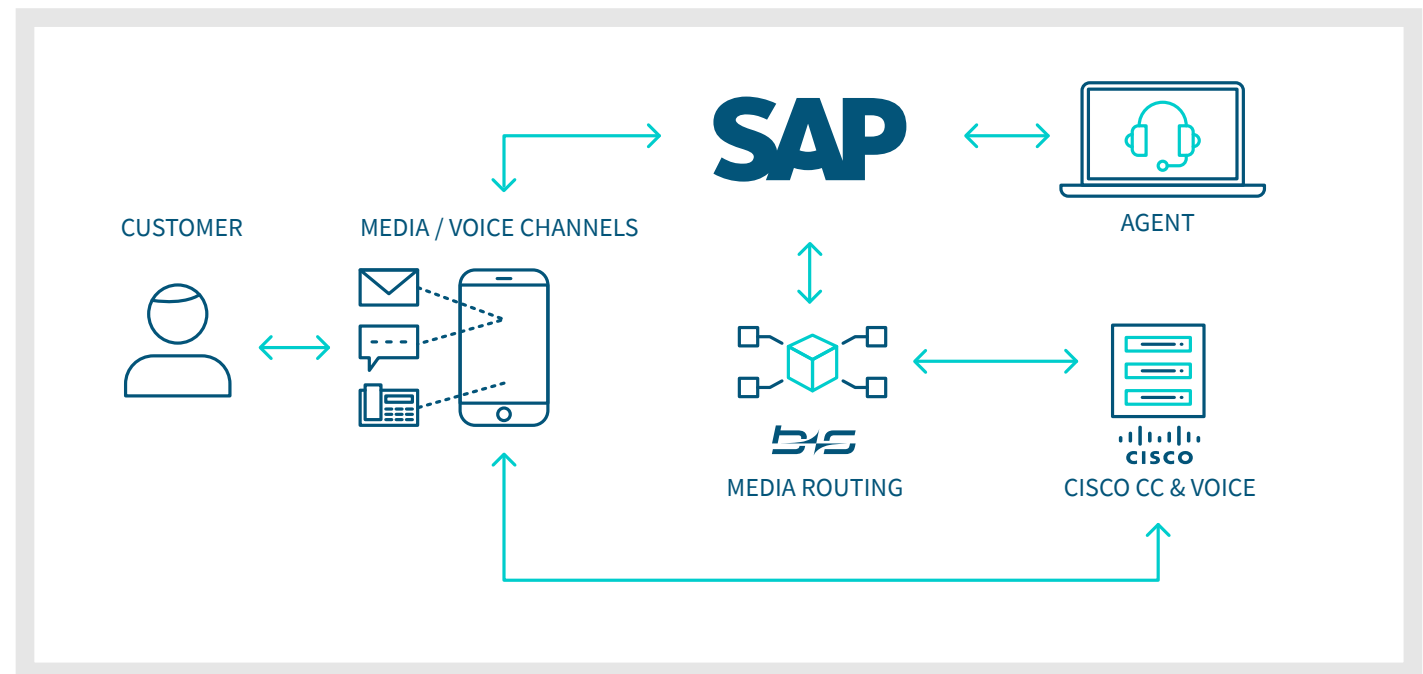 SAP
CUSTOMER
MEDIA / VOICE CHANNELS
AGENT
b+s
MEDIA ROUTING
CISCO
CISCO CC & VOICE